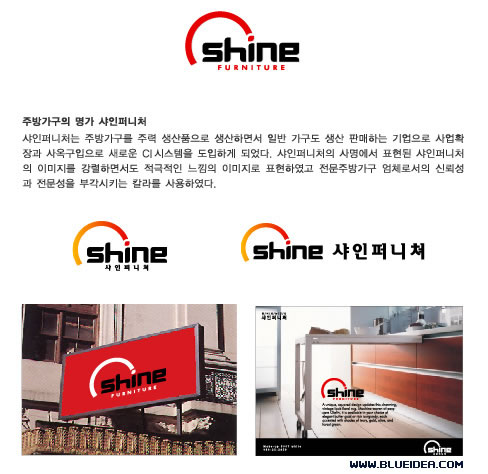 shine
FURNITURE
주방가구의 명가 샤인퍼니처
샤인퍼니처는 주방가구를 주력 생산품으로 생산하면서 일반 가구도 생산 판매하는 기업으로 사업확
장과 사옥구입으로 새로운 CI 시스템을 도입하게 되었다. 샤인퍼니처의 사명에서 표현된 샤인퍼니처
의 이미지를 강렬하면서도 적극적인 느낌의 이미지로 표현하였고 전문주방가구 업체로서의 신뢰성
과 전문성을 부각시키는 칼라를 사용하였다.
shine
샤인퍼니쳐
shine 샤인퍼니쳐
shine
FURNITURE
샤인퍼니쳐
shine
FURNITURE
shine
WWW.BLUEIDEA.COM